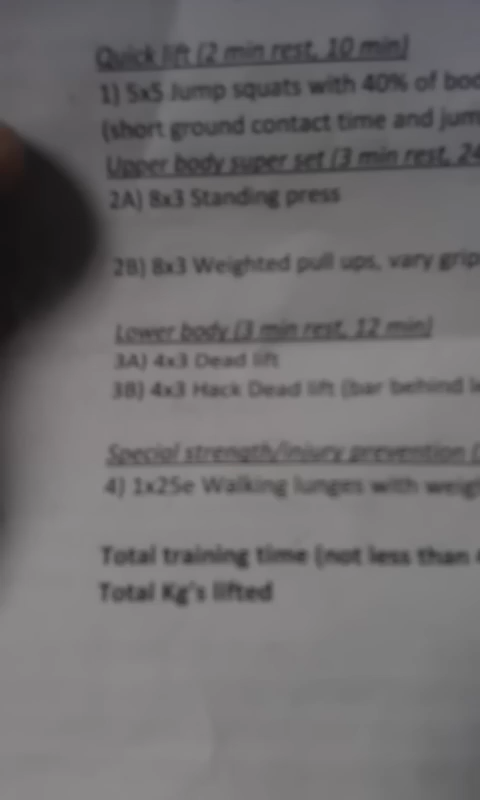 Quick lift (2 min rest, 10 min)
1) 5x5 Jump squats with 40% of bod
(short ground contact time and jum
Upper body super set (3 min rest, 24
2A) 8x3 Standing press
2B) 8x3 Weighted pull ups, vary grip
Lower body (3 min rest, 12 min)
3A) 4x3 Dead lift
3B) 4x3 Hack Dead lift (bar behind le
Special strength/injury prevention (
4) 1x25e Walking lunges with weig
Total training time (not less than
Total Kg's lifted